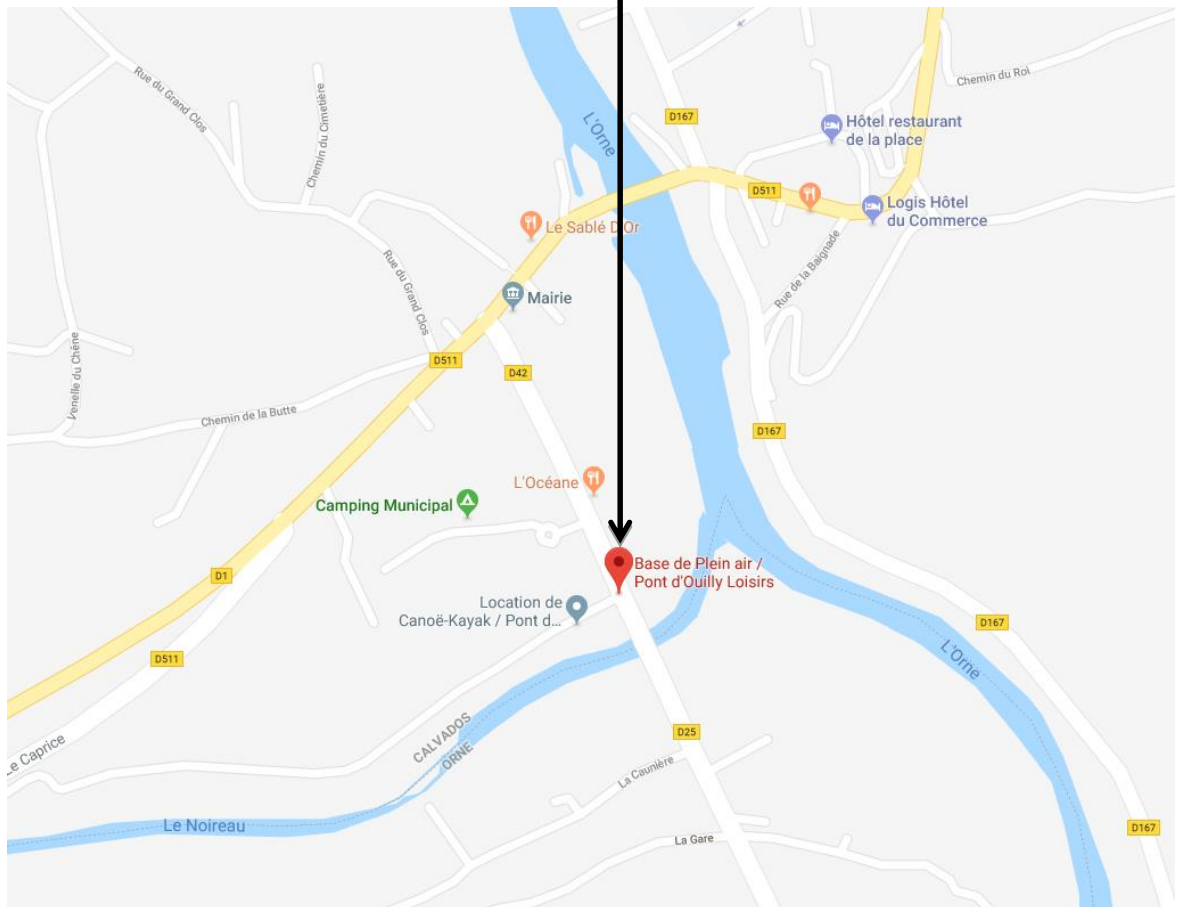 Chemin du Roi
Rue du Grand Clos
Chemin du Cimetière
L'Orne
D167
Hôtel restaurant
de la place
D511
Logis Hôtel
du Commerce
Le Sablé D'Or
Rue de la Baignade
Rue du Grand Clos
Mairie
Venelle du Chêne
D511
D42
Chemin de la Butte
D167
L'Océane
Camping Municipal
Base de Plein air /
Pont d'Ouilly Loisirs
D1
Location de
Canoë-Kayak / Pont d...
D167
D511
L'Orne
D25
CALVADOS
ORNE
Le Caprice
La Caunière
Le Noireau
La Gare
D167